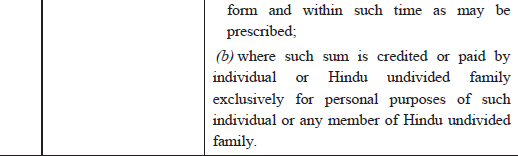 form and within such time as may be
prescribed;
(b) where such sum is credited or paid by
individual or Hindu undivided family
exclusively for personal purposes of such
individual or any member of Hindu undivided
family.